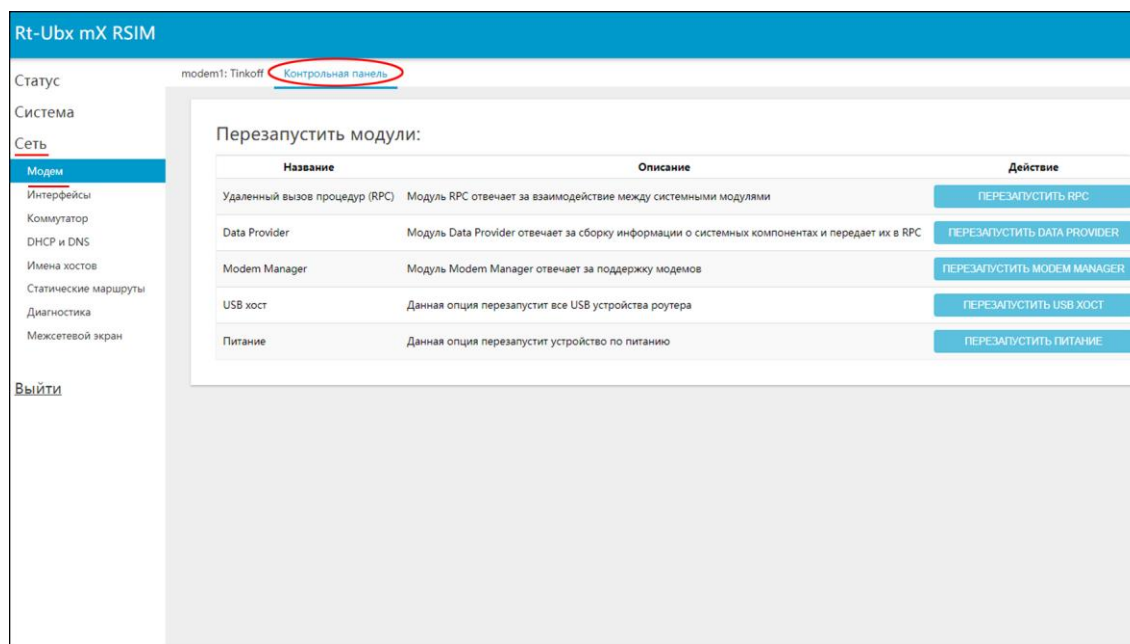 Rt-Ubx mX RSIM
Статус
Система
Сеть
Модем
Интерфейсы
Коммутатор
DHCP и DNS
Имена хостов
Статические маршруты
Диагностика
Межсетевой экран
Выйти
modem1: Tinkoff Контрольная панель
Перезапустить модули:
Название Описание Действие
Удаленный вызов процедур (RPC) Модуль RPC отвечает за взаимодействие между системными модулями ПЕРЕЗАПУСТИТЬ RPC
Data Provider Модуль Data Provider отвечает за сборку информации о системных компонентах и передает их в RPC ПЕРЕЗАПУСТИТЬ DATA PROVIDER
Modem Manager Модуль Modem Manager отвечает за поддержку модемов ПЕРЕЗАПУСТИТЬ MODEM MANAGER
USB хост Данная опция перезапустит все USB устройства роутера ПЕРЕЗАПУСТИТЬ USB ХОСТ
Питание Данная опция перезапустит устройство по питанию ПЕРЕЗАПУСТИТЬ ПИТАНИЕ